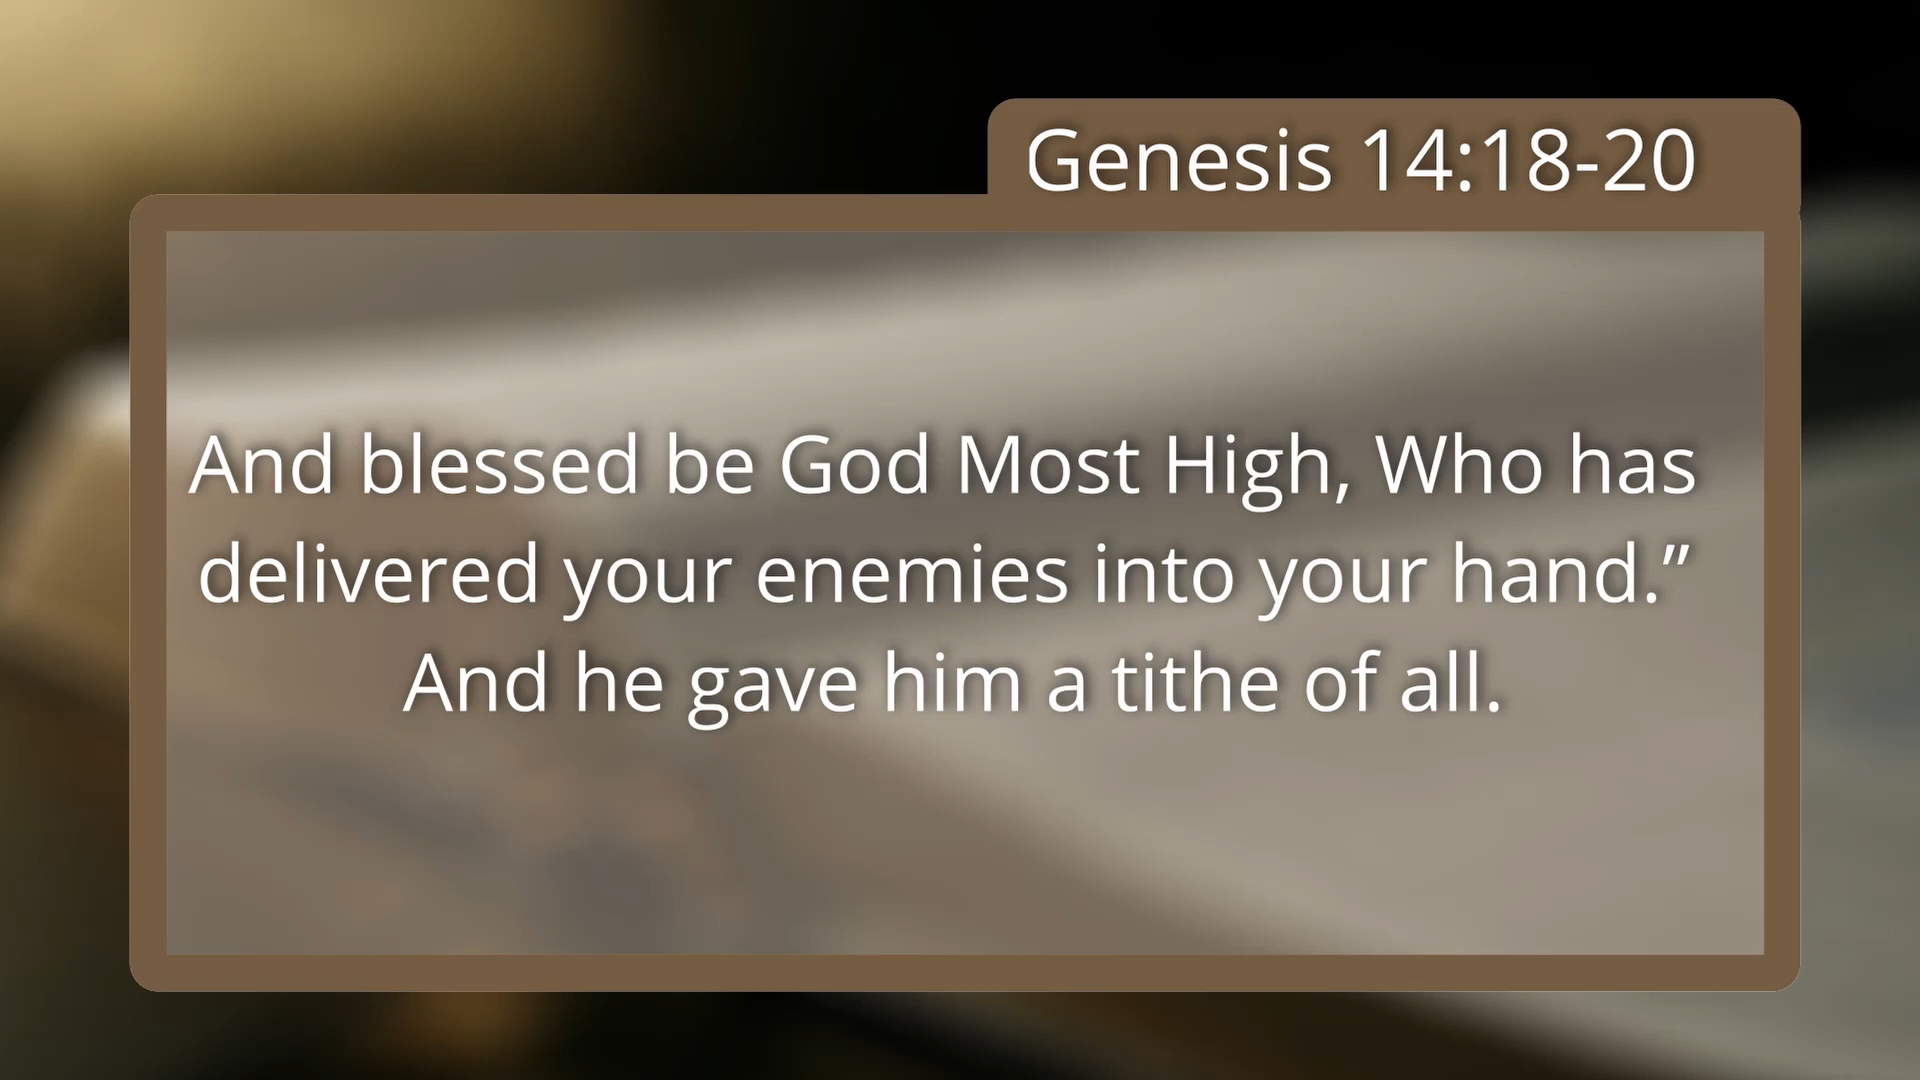 Genesis 14:18-20
And blessed be God Most High, Who has
delivered your enemies into your hand.”
And he gave him a tithe of all.